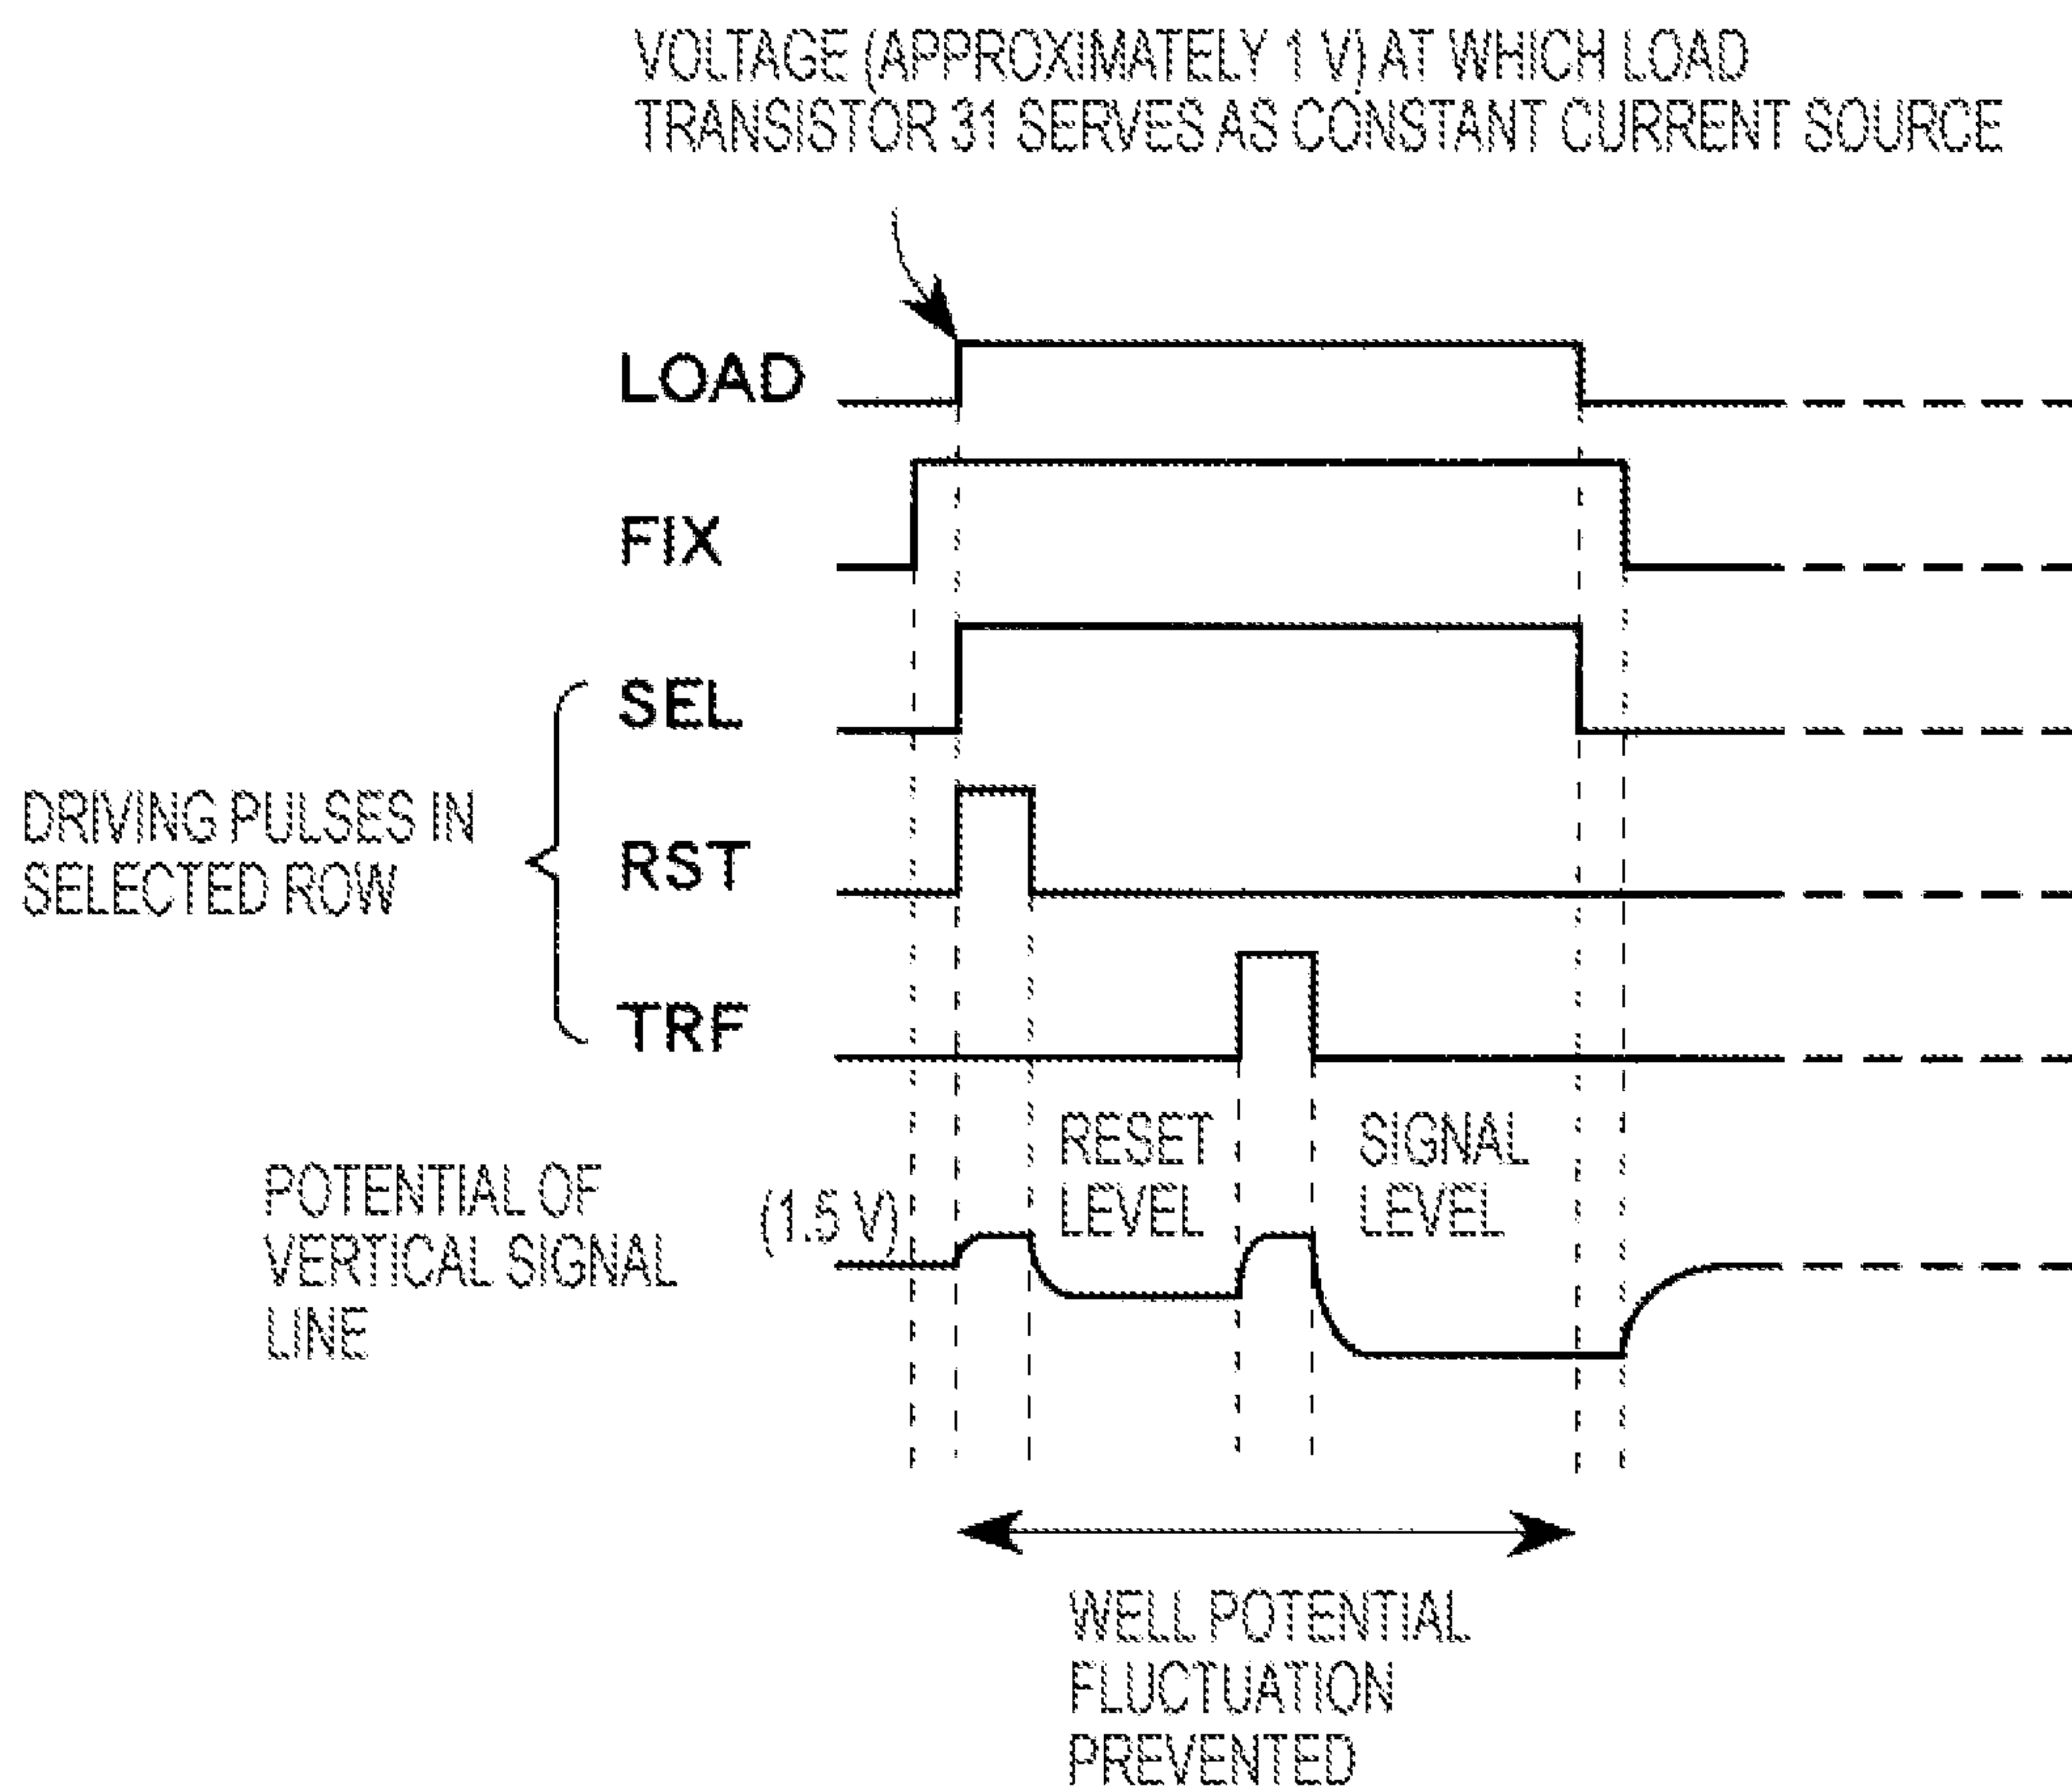 VOLTAGE (APPROXIMATELY 1 V) AT WHICH LOAD
TRANSISTOR 31 SERVES AS CONSTANT CURRENT SOURCE
LOAD
FIX
SEL
DRIVING PULSES IN
SELECTED ROW
RST
TRF
RESET
LEVEL
SIGNAL
LEVEL
POTENTIAL OF
VERTICAL SIGNAL
LINE
(1.5 V)
WELL POTENTIAL
FLUCTUATION
PREVENTED